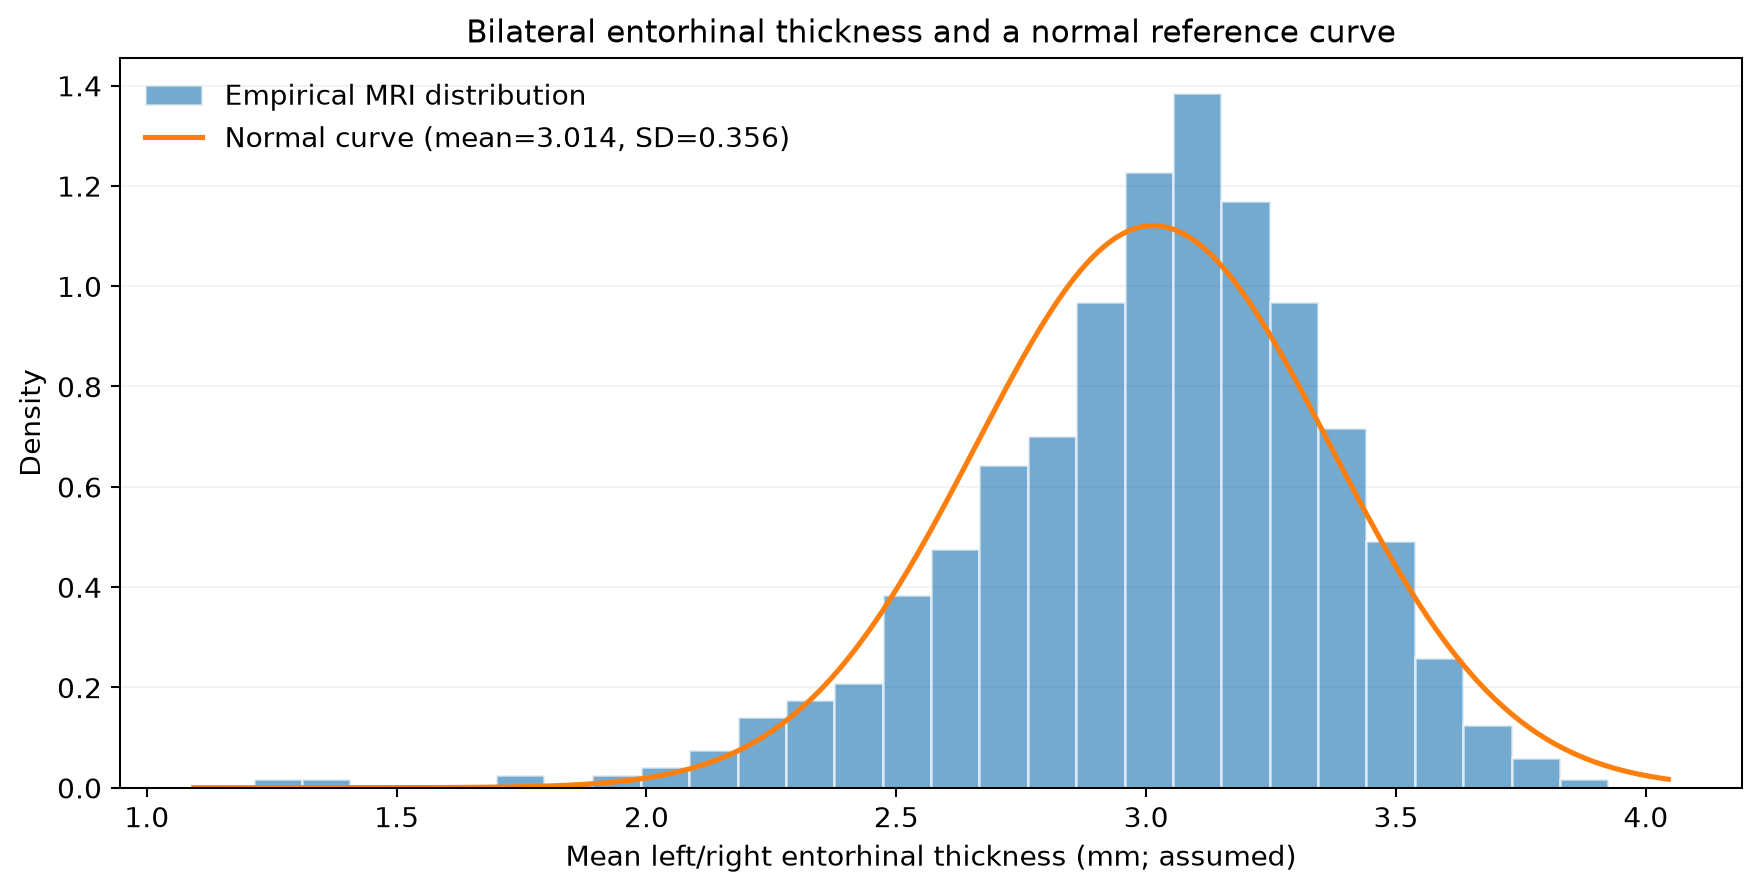 Bilateral entorhinal thickness and a normal reference curve
Empirical MRI distribution
Normal curve (mean=3.014, SD=0.356)
Density
1.4
1.2
1.0
0.8
0.6
0.4
0.2
0.0
1.0 1.5 2.0 2.5 3.0 3.5 4.0
Mean left/right entorhinal thickness (mm; assumed)